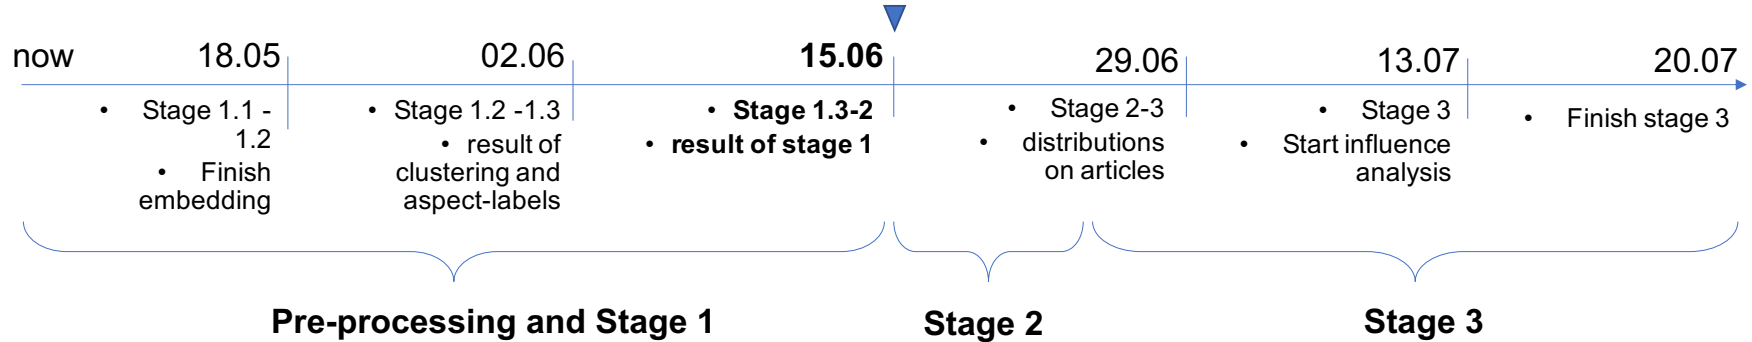 now
18.05
02.06
15.06
29.06
13.07
20.07
• Stage 1.1 -
1.2
• Finish
embedding
• Stage 1.2 -1.3
• result of
clustering and
aspect-labels
• Stage 1.3-2
• result of stage 1
• Stage 2-3
• distributions
on articles
• Stage 3
• Start influence
analysis
• Finish stage 3
Pre-processing and Stage 1
Stage 2
Stage 3